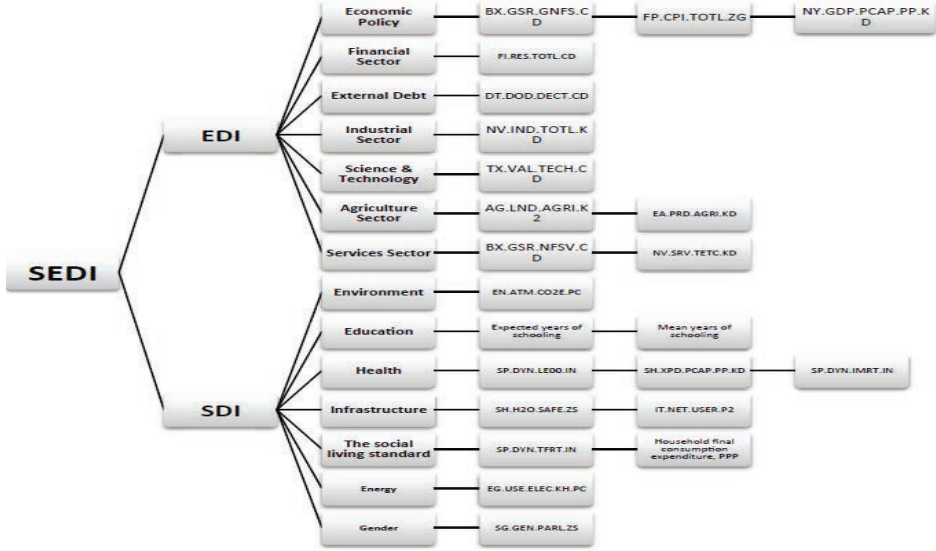 Economic
Policy
BX.GSR.GNFS.C
D
FP.CPI.TOTL.ZG
NY.GDP.PCAP.PP.K
D
Financial
Sector
FI.RES.TOTL.CD
External Debt
DT.DOD.DECT.CD
EDI
Industrial
Sector
NV.IND.TOTL.K
D
Science &
Technology
TX.VAL.TECH.C
D
Agriculture
Sector
AG.LND.AGRI.K
2
EA.PRD.AGRI.KD
Services Sector
BX.GSR.NFSV.C
D
NV.SRV.TETC.KD
SEDI
Environment
EN.ATM.CO2E.PC
Education
Expected years of
schooling
Mean years of
schooling
Health
SP.DYN.LE00.IN
SH.XPD.PCAP.PP.KD
SP.DYN.IMRT.IN
SDI
Infrastructure
SH.H2O.SAFE.ZS
IT.NET.USER.P2
The social
living standard
SP.DYN.TFRT.IN
Household final
consumption
expenditure, PPP
Energy
EG.USE.ELEC.KH.PC
Gender
SG.GEN.PARL.ZS